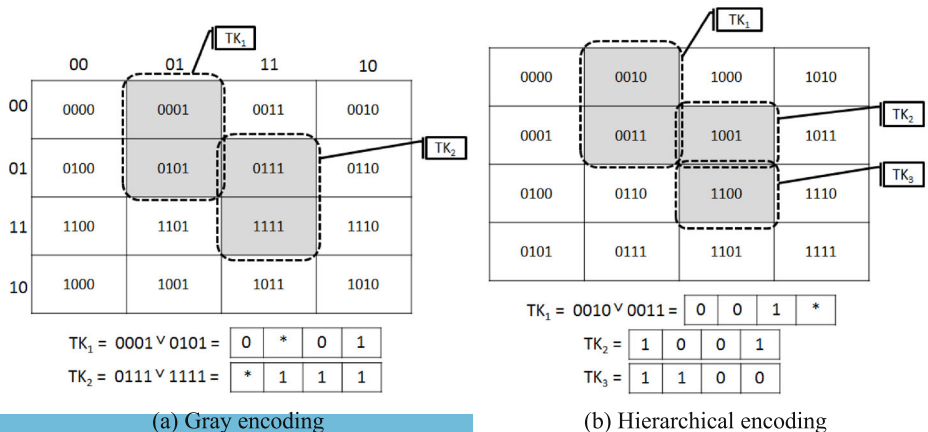 TK₁
00 01 11 10
00 0000 0001 0011 0010
01 0100 0101 0111 0110
TK₂
11 1100 1101 1111 1110
10 1000 1001 1011 1010
TK₁ = 0001 ∨ 0101 = 0 * 0 1
TK₂ = 0111 ∨ 1111 = * 1 1 1
(a) Gray encoding
TK₁
0000 0010 1000 1010
0001 0011 1001 1011
TK₂
TK₃
0100 0110 1100 1110
0101 0111 1101 1111
TK₁ = 0010 ∨ 0011 = 0 0 1 *
TK₂ = 1 0 0 1
TK₃ = 1 1 0 0
(b) Hierarchical encoding